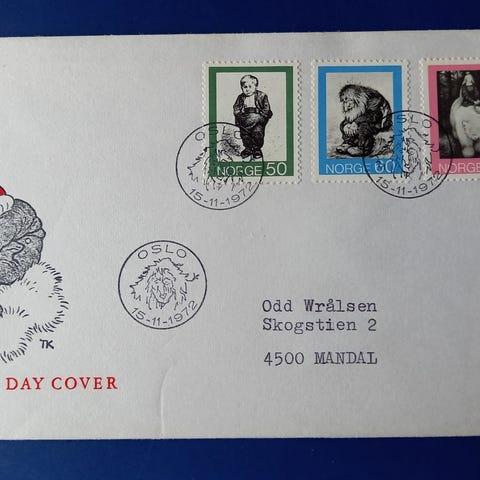 NORGE 50
NORGE 60
NORGE
OSLO
15-11-1972
OSLO
15-11-1972
OSLO
15-11-1972
Odd Wrålsen
Skogstien 2
4500 MANDAL
TK
DAY COVER